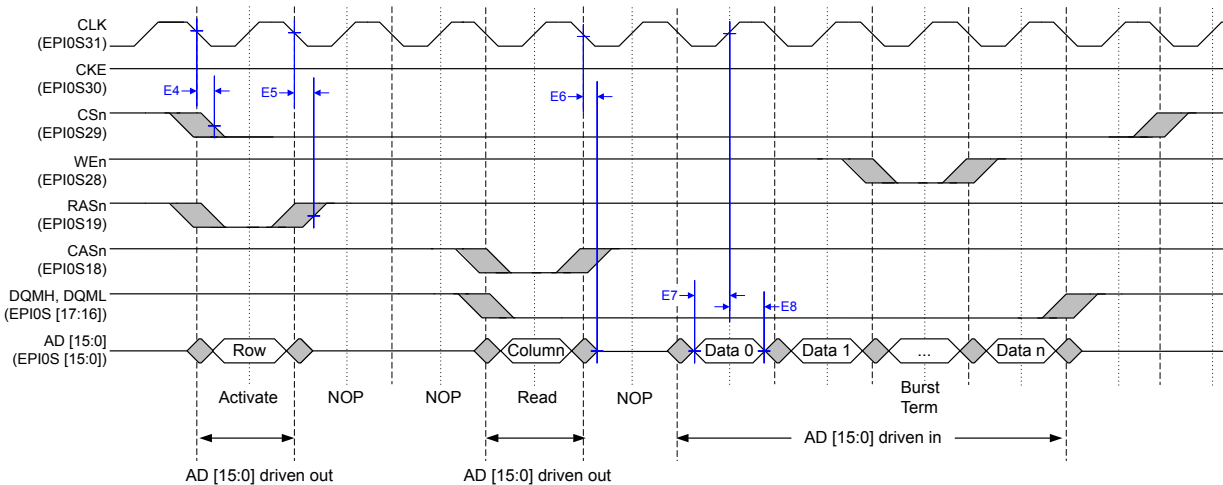 CLK
(EPI0S31)
CKE
(EPI0S30)
E4
E5
E6
CSn
(EPI0S29)
WEn
(EPI0S28)
RASn
(EPI0S19)
CASn
(EPI0S18)
DQMH, DQML
(EPI0S [17:16])
E7
E8
AD [15:0]
(EPI0S [15:0])
Row
Column
Data 0
Data 1
...
Data n
Activate
NOP
NOP
Read
NOP
Burst
Term
AD [15:0] driven in
AD [15:0] driven out
AD [15:0] driven out